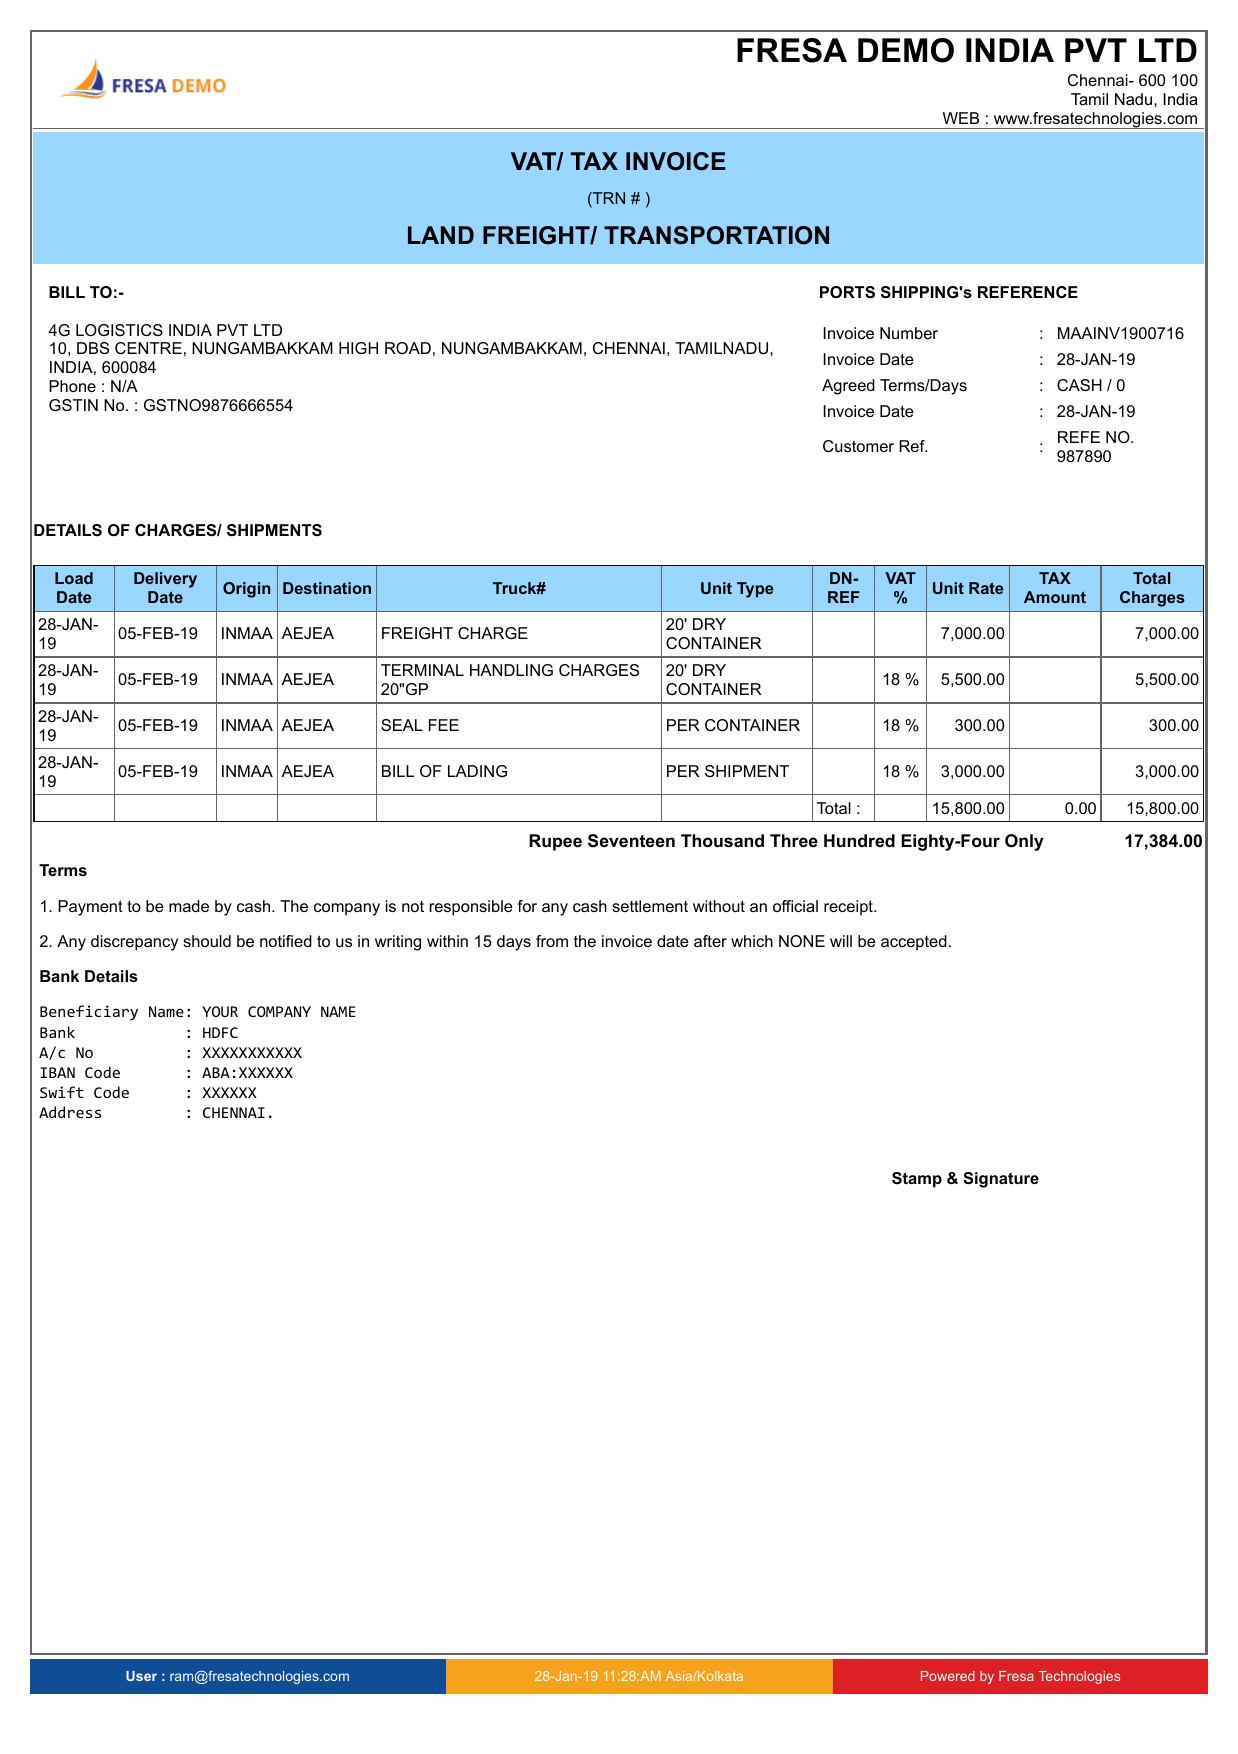 FRESA DEMO
FRESA DEMO INDIA PVT LTD
Chennai- 600 100
Tamil Nadu, India
WEB : www.fresatechnologies.com
VAT/ TAX INVOICE
(TRN # )
LAND FREIGHT/ TRANSPORTATION
BILL TO:-
4G LOGISTICS INDIA PVT LTD
10, DBS CENTRE, NUNGAMBAKKAM HIGH ROAD, NUNGAMBAKKAM, CHENNAI, TAMILNADU,
INDIA, 600084
Phone : N/A
GSTIN No. : GSTNO9876666554
PORTS SHIPPING's REFERENCE
Invoice Number : MAAINV1900716
Invoice Date : 28-JAN-19
Agreed Terms/Days : CASH / 0
Invoice Date : 28-JAN-19
Customer Ref. : REFE NO.
987890
DETAILS OF CHARGES/ SHIPMENTS
Load Date Delivery Date Origin Destination Truck# Unit Type DN-REF VAT % Unit Rate TAX Amount Total Charges
28-JAN-19 05-FEB-19 INMAA AEJEA FREIGHT CHARGE 20' DRY CONTAINER 7,000.00 7,000.00
28-JAN-19 05-FEB-19 INMAA AEJEA TERMINAL HANDLING CHARGES 20"GP 20' DRY CONTAINER 18 % 5,500.00 5,500.00
28-JAN-19 05-FEB-19 INMAA AEJEA SEAL FEE PER CONTAINER 18 % 300.00 300.00
28-JAN-19 05-FEB-19 INMAA AEJEA BILL OF LADING PER SHIPMENT 18 % 3,000.00 3,000.00
Total : 15,800.00 0.00 15,800.00
Rupee Seventeen Thousand Three Hundred Eighty-Four Only 17,384.00
Terms
1. Payment to be made by cash. The company is not responsible for any cash settlement without an official receipt.
2. Any discrepancy should be notified to us in writing within 15 days from the invoice date after which NONE will be accepted.
Bank Details
Beneficiary Name: YOUR COMPANY NAME
Bank : HDFC
A/c No : XXXXXXXXXXX
IBAN Code : ABA:XXXXXX
Swift Code : XXXXXX
Address : CHENNAI.
Stamp & Signature
User : ram@fresatechnologies.com
28-Jan-19 11:28:AM Asia/Kolkata
Powered by Fresa Technologies